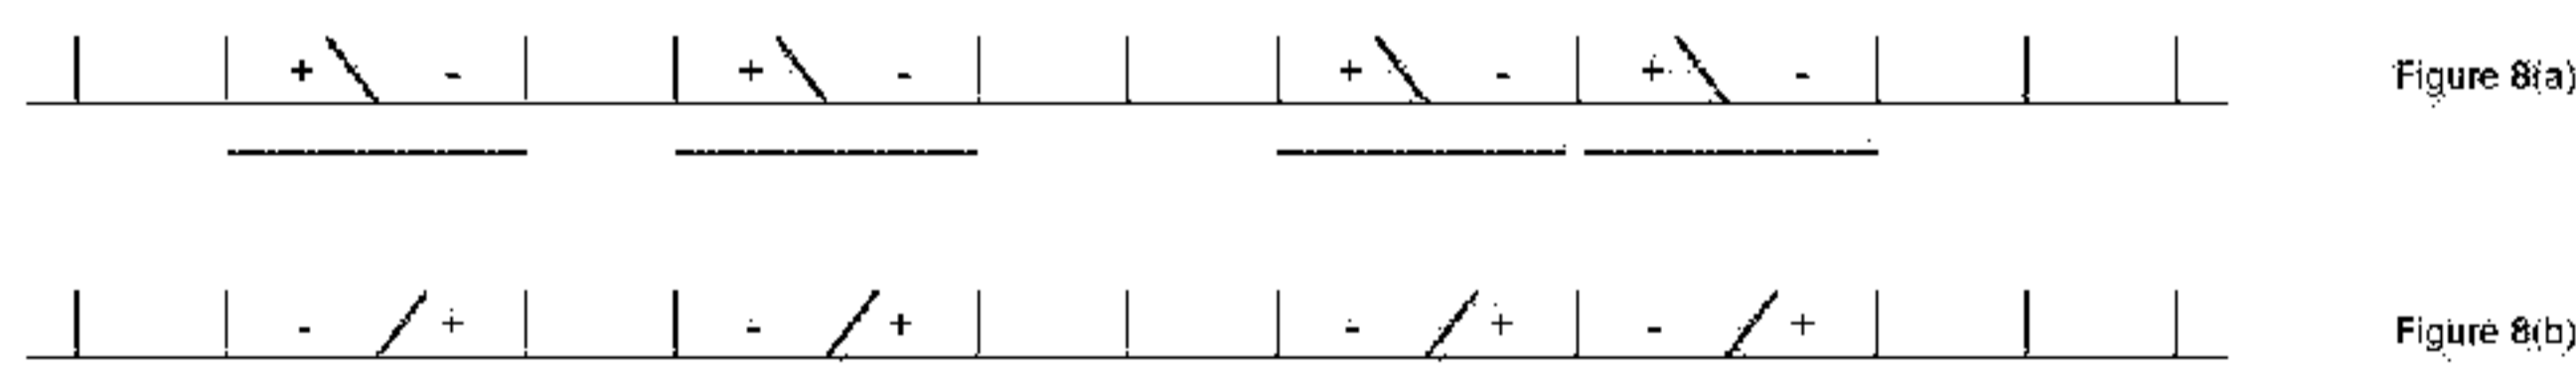 + - + - + - + - Figure 8(a)
- + - + - + - + Figure 8(b)